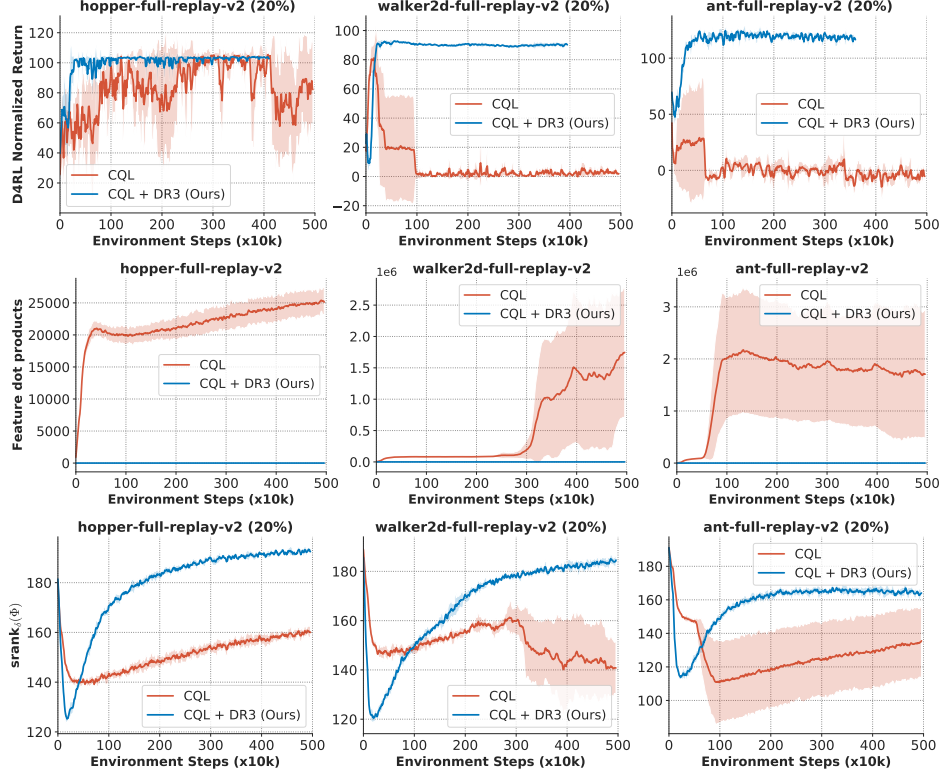 hopper-full-replay-v2 (20%)
walker2d-full-replay-v2 (20%)
ant-full-replay-v2 (20%)
D4RL Normalized Return
120
100
80
60
40
20
CQL
CQL + DR3 (Ours)
0 100 200 300 400 500
Environment Steps (x10k)
100
80
60
40
20
0
−20
CQL
CQL + DR3 (Ours)
0 100 200 300 400 500
Environment Steps (x10k)
100
50
0
CQL
CQL + DR3 (Ours)
0 100 200 300 400 500
Environment Steps (x10k)
hopper-full-replay-v2
walker2d-full-replay-v2
ant-full-replay-v2
Feature dot products
25000
20000
15000
10000
5000
0
CQL
CQL + DR3 (Ours)
0 100 200 300 400 500
Environment Steps (x10k)
1e6
2.5
2.0
1.5
1.0
0.5
0.0
CQL
CQL + DR3 (Ours)
0 100 200 300 400 500
Environment Steps (x10k)
1e6
3
2
1
0
CQL
CQL + DR3 (Ours)
0 100 200 300 400 500
Environment Steps (x10k)
hopper-full-replay-v2 (20%)
walker2d-full-replay-v2 (20%)
ant-full-replay-v2 (20%)
srank_δ(Φ)
180
160
140
120
CQL
CQL + DR3 (Ours)
0 100 200 300 400 500
Environment Steps (x10k)
180
160
140
120
CQL
CQL + DR3 (Ours)
0 100 200 300 400 500
Environment Steps (x10k)
180
160
140
120
100
CQL
CQL + DR3 (Ours)
0 100 200 300 400 500
Environment Steps (x10k)